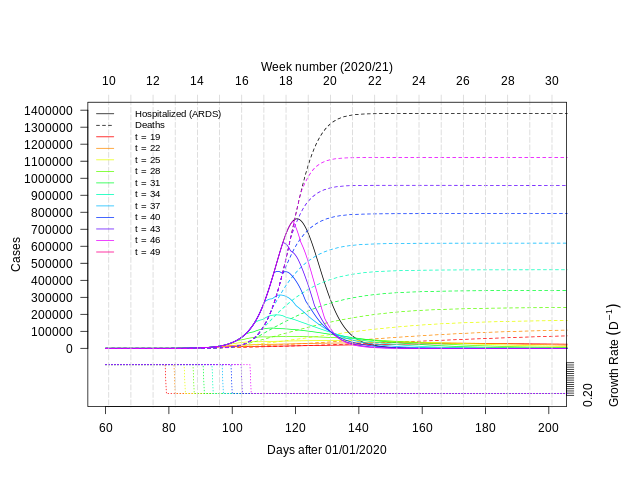 Week number (2020/21)
10 12 14 16 18 20 22 24 26 28 30
1400000
1300000
1200000
1100000
1000000
900000
800000
700000
600000
500000
400000
300000
200000
100000
0
Cases
Hospitalized (ARDS)
Deaths
t = 19
t = 22
t = 25
t = 28
t = 31
t = 34
t = 37
t = 40
t = 43
t = 46
t = 49
0.20
Growth Rate (D⁻¹)
60 80 100 120 140 160 180 200
Days after 01/01/2020